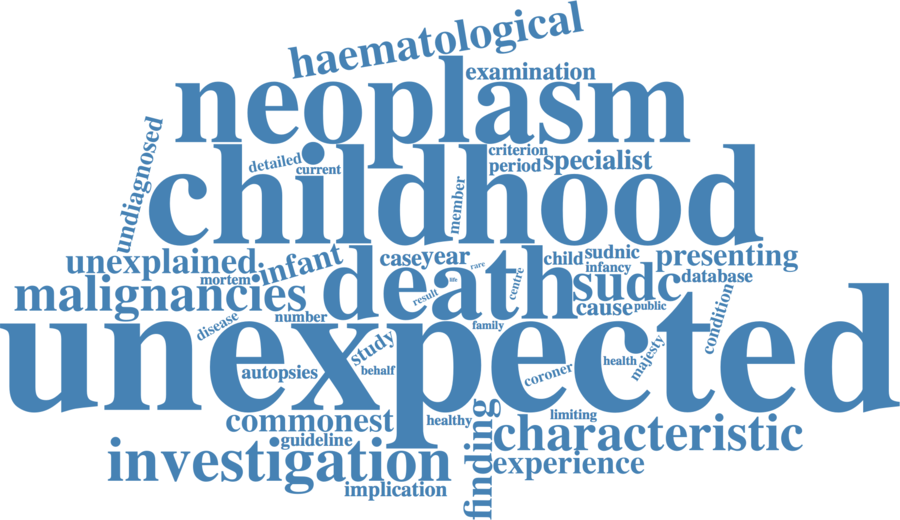 haematological
examination
neoplasm
undiagnosed
detailed
current
criterion
period
specialist
childhood
member
unexplained
mortem
infant
case
year
rare
child
sudnic
infancy
presenting
database
malignancies
number
death
life
result
centre
sudc
cause
public
condition
disease
family
unexpected
study
autopsies
behalf
coroner
health
majesty
commonest
guideline
healthy
limiting
finding
characteristic
investigation
experience
implication